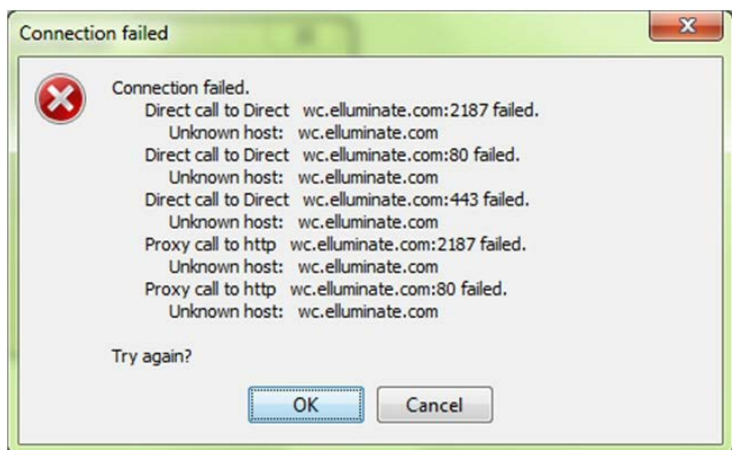 Connection failed
Connection failed.
Direct call to Direct wc.elluminate.com:2187 failed.
Unknown host: wc.elluminate.com
Direct call to Direct wc.elluminate.com:80 failed.
Unknown host: wc.elluminate.com
Direct call to Direct wc.elluminate.com:443 failed.
Unknown host: wc.elluminate.com
Proxy call to http wc.elluminate.com:2187 failed.
Unknown host: wc.elluminate.com
Proxy call to http wc.elluminate.com:80 failed.
Unknown host: wc.elluminate.com
Try again?
OK Cancel